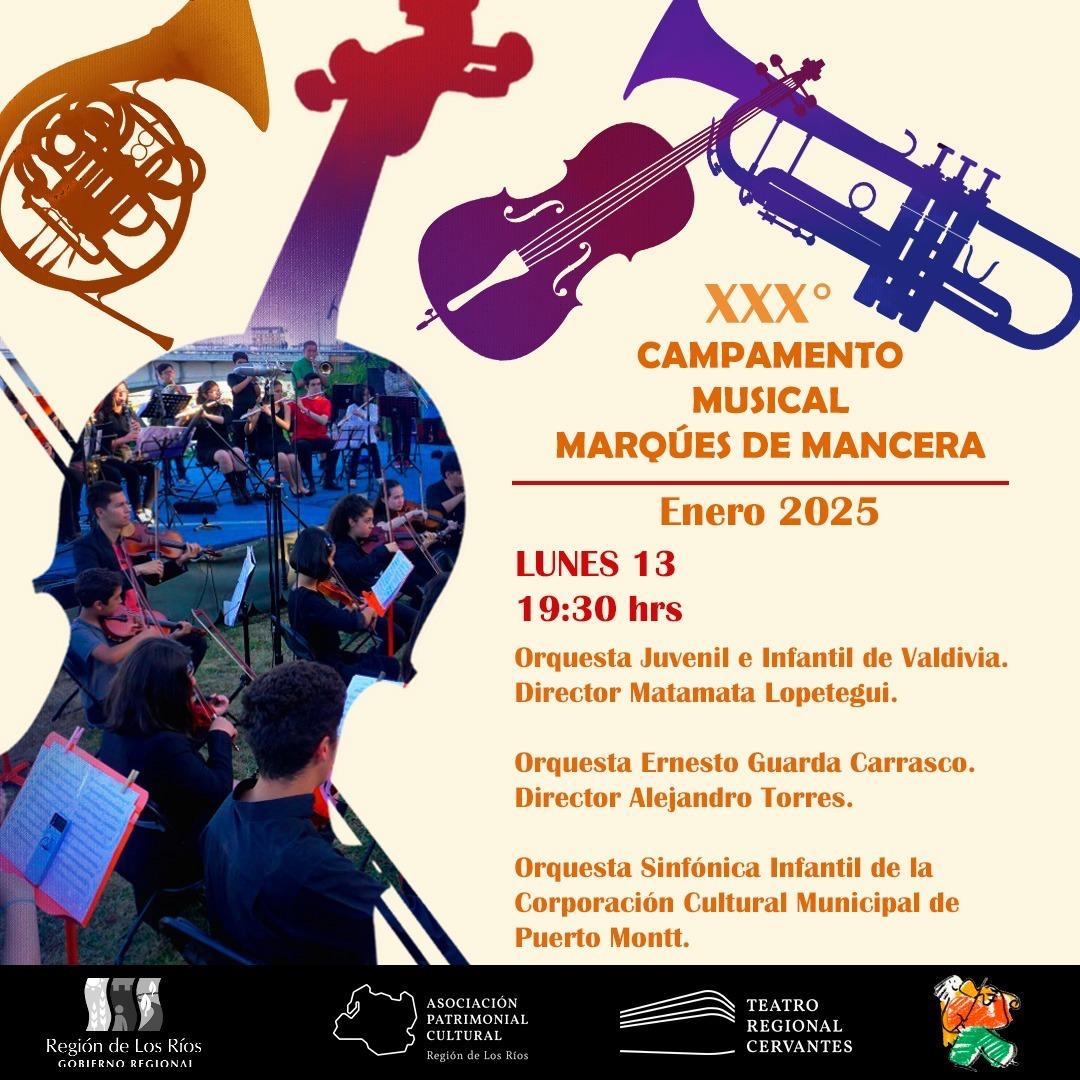 XXX°
CAMPAMENTO
MUSICAL
MARQÚES DE MANCERA
Enero 2025
LUNES 13
19:30 hrs
Orquesta Juvenil e Infantil de Valdivia.
Director Matamata Lopetegui.
Orquesta Ernesto Guarda Carrasco.
Director Alejandro Torres.
Orquesta Sinfónica Infantil de la
Corporación Cultural Municipal de
Puerto Montt.
Región de Los Ríos
GOBIERNO REGIONAL
ASOCIACIÓN
PATRIMONIAL
CULTURAL
Región de Los Ríos
TEATRO
REGIONAL
CERVANTES